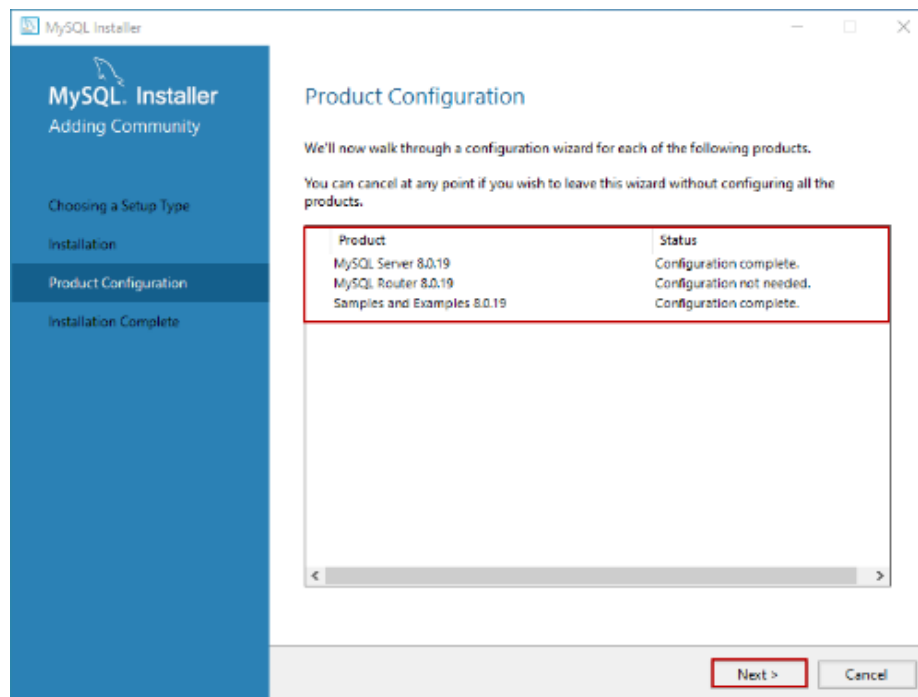 MySQL Installer
MySQL. Installer
Adding Community
Choosing a Setup Type
Installation
Product Configuration
Installation Complete
Product Configuration
We'll now walk through a configuration wizard for each of the following products.
You can cancel at any point if you wish to leave this wizard without configuring all the
products.
Product Status
MySQL Server 8.0.19 Configuration complete.
MySQL Router 8.0.19 Configuration not needed.
Samples and Examples 8.0.19 Configuration complete.
Next > Cancel